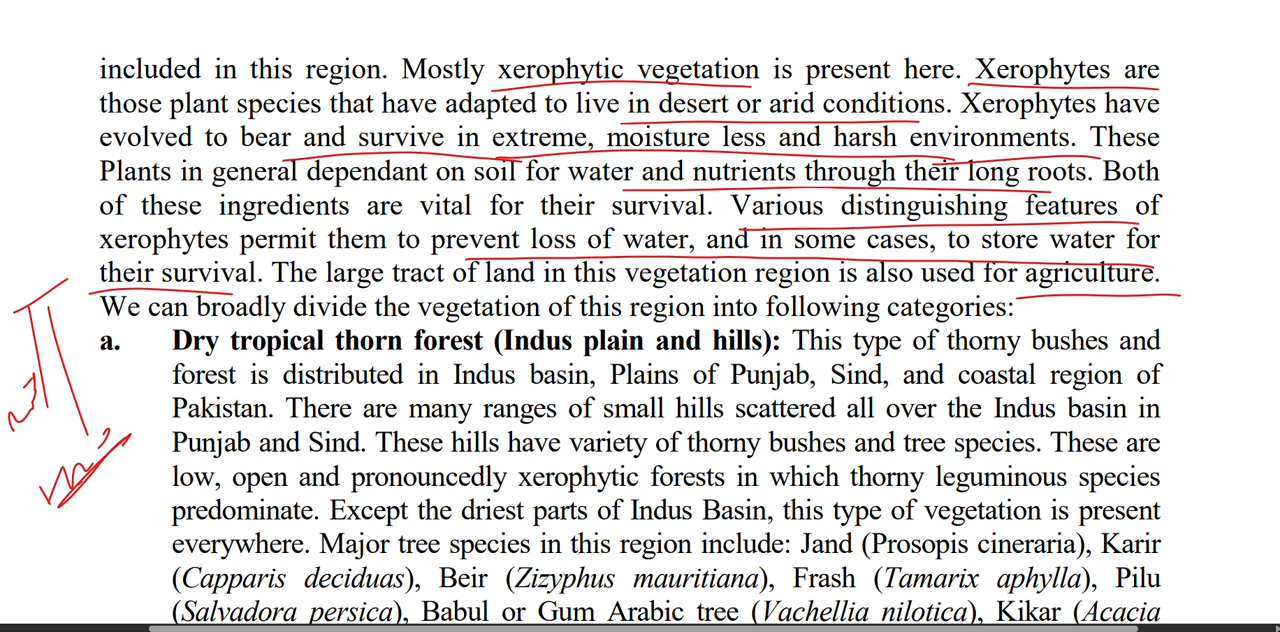 included in this region. Mostly xerophytic vegetation is present here. Xerophytes are
those plant species that have adapted to live in desert or arid conditions. Xerophytes have
evolved to bear and survive in extreme, moisture less and harsh environments. These
Plants in general dependant on soil for water and nutrients through their long roots. Both
of these ingredients are vital for their survival. Various distinguishing features of
xerophytes permit them to prevent loss of water, and in some cases, to store water for
their survival. The large tract of land in this vegetation region is also used for agriculture.
We can broadly divide the vegetation of this region into following categories:
a. Dry tropical thorn forest (Indus plain and hills): This type of thorny bushes and
forest is distributed in Indus basin, Plains of Punjab, Sind, and coastal region of
Pakistan. There are many ranges of small hills scattered all over the Indus basin in
Punjab and Sind. These hills have variety of thorny bushes and tree species. These are
low, open and pronouncedly xerophytic forests in which thorny leguminous species
predominate. Except the driest parts of Indus Basin, this type of vegetation is present
everywhere. Major tree species in this region include: Jand (Prosopis cineraria), Karir
(Capparis deciduas), Beir (Zizyphus mauritiana), Frash (Tamarix aphylla), Pilu
(Salvadora persica), Babul or Gum Arabic tree (Vachellia nilotica), Kikar (Acacia